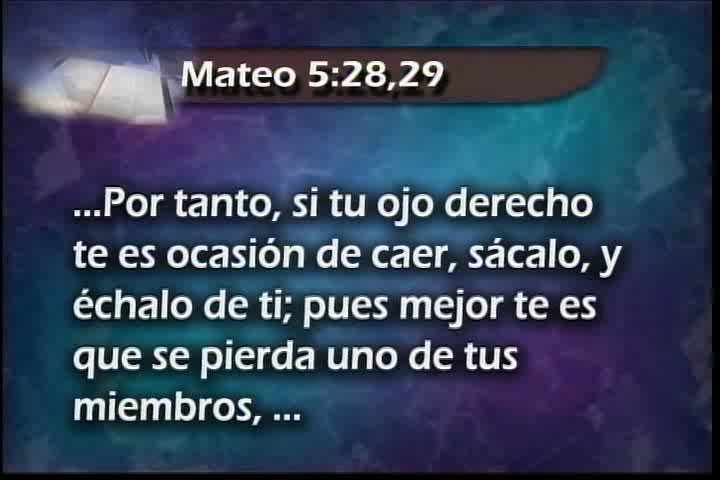 Mateo 5:28,29
...Por tanto, si tu ojo derecho
te es ocasión de caer, sácalo, y
échalo de ti; pues mejor te es
que se pierda uno de tus
miembros, ...